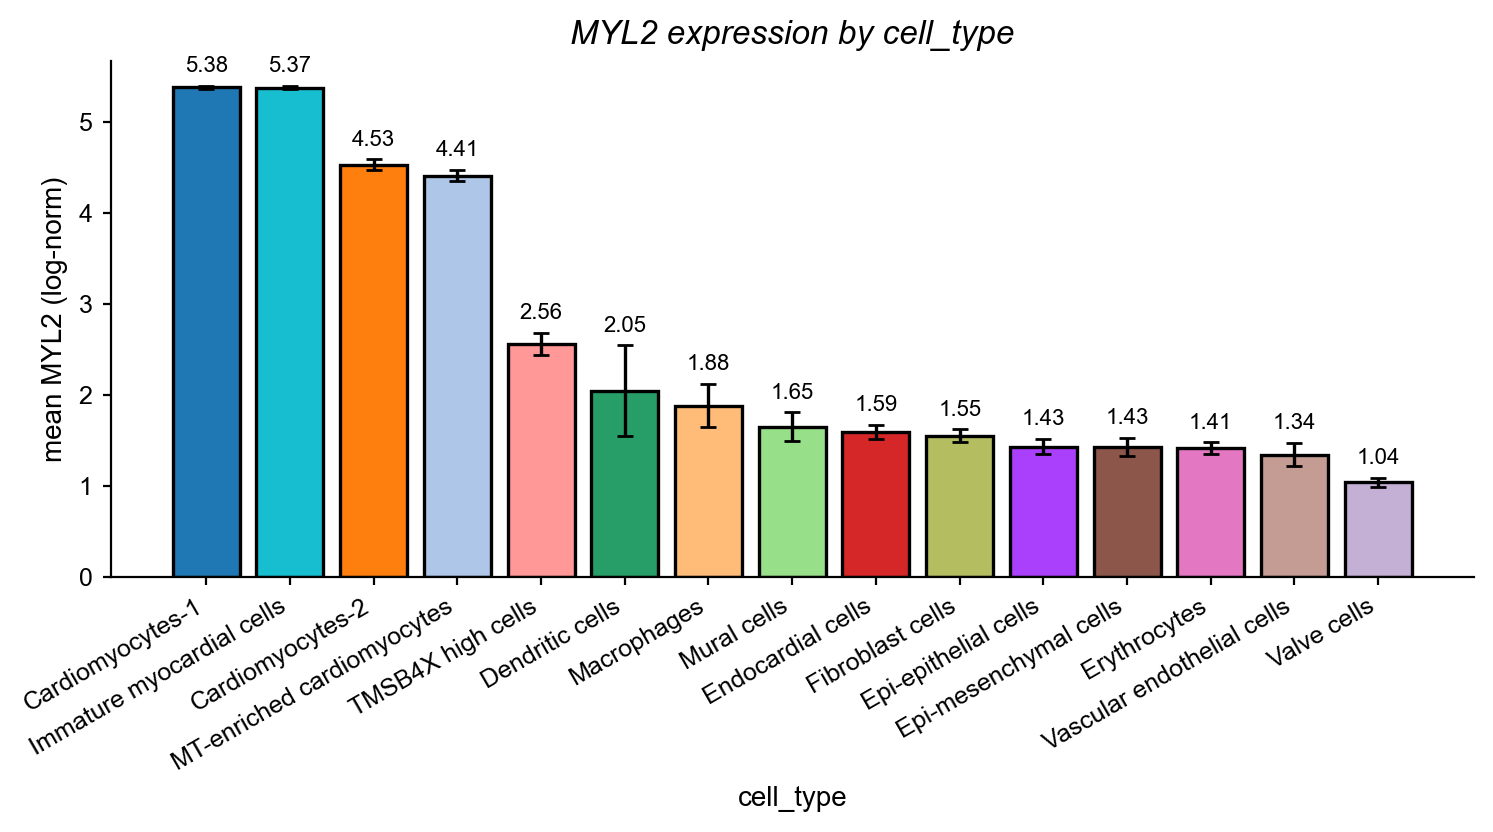 MYL2 expression by cell_type
mean MYL2 (log-norm)
5
4
3
2
1
0
5.38
5.37
4.53
4.41
2.56
2.05
1.88
1.65
1.59
1.55
1.43
1.43
1.41
1.34
1.04
Cardiomyocytes-1
Immature myocardial cells
Cardiomyocytes-2
MT-enriched cardiomyocytes
TMSB4X high cells
Dendritic cells
Macrophages
Mural cells
Endocardial cells
Fibroblast cells
Epi-epithelial cells
Epi-mesenchymal cells
Erythrocytes
Vascular endothelial cells
Valve cells
cell_type